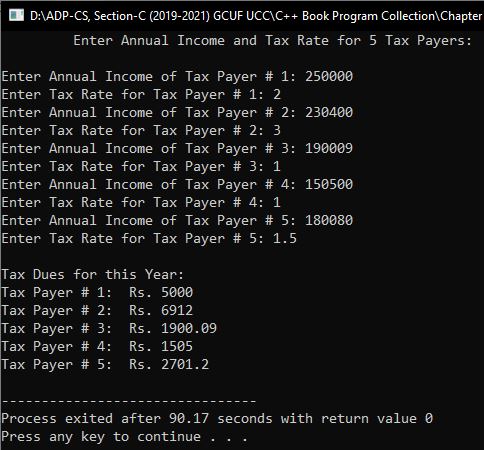 D:\ADP-CS, Section-C (2019-2021) GCUF UCC\C++ Book Program Collection\Chapter
Enter Annual Income and Tax Rate for 5 Tax Payers:
Enter Annual Income of Tax Payer # 1: 250000
Enter Tax Rate for Tax Payer # 1: 2
Enter Annual Income of Tax Payer # 2: 230400
Enter Tax Rate for Tax Payer # 2: 3
Enter Annual Income of Tax Payer # 3: 190009
Enter Tax Rate for Tax Payer # 3: 1
Enter Annual Income of Tax Payer # 4: 150500
Enter Tax Rate for Tax Payer # 4: 1
Enter Annual Income of Tax Payer # 5: 180080
Enter Tax Rate for Tax Payer # 5: 1.5
Tax Dues for this Year:
Tax Payer # 1:  Rs. 5000
Tax Payer # 2:  Rs. 6912
Tax Payer # 3:  Rs. 1900.09
Tax Payer # 4:  Rs. 1505
Tax Payer # 5:  Rs. 2701.2
--------------------------------
Process exited after 90.17 seconds with return value 0
Press any key to continue . . .